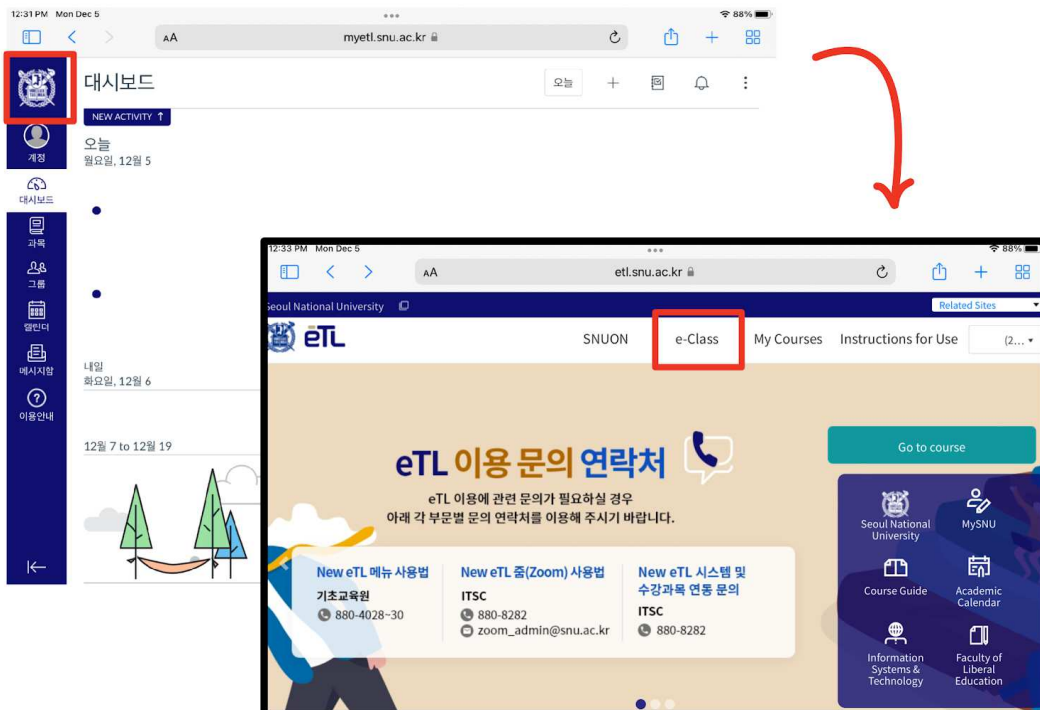 12:31 PM Mon Dec 5
88%
AA
myetl.snu.ac.kr
대시보드
오늘
NEW ACTIVITY ↑
오늘
월요일, 12월 5
계정
대시보드
과목
그룹
캘린더
메시지함
이용안내
내일
화요일, 12월 6
12월 7 to 12월 19
12:33 PM Mon Dec 5
88%
AA
etl.snu.ac.kr
Seoul National University
Related Sites
eTL
SNUON
e-Class
My Courses
Instructions for Use
(2...
eTL 이용 문의 연락처
eTL 이용에 관련 문의가 필요하실 경우
아래 각 부문별 문의 연락처를 이용해 주시기 바랍니다.
New eTL 메뉴 사용법
기초교육원
880-4028~30
New eTL 줌(Zoom) 사용법
ITSC
880-8282
zoom_admin@snu.ac.kr
New eTL 시스템 및
수강과목 연동 문의
ITSC
880-8282
Go to course
Seoul National
University
MySNU
Course Guide
Academic
Calendar
Information
Systems &
Technology
Faculty of
Liberal
Education